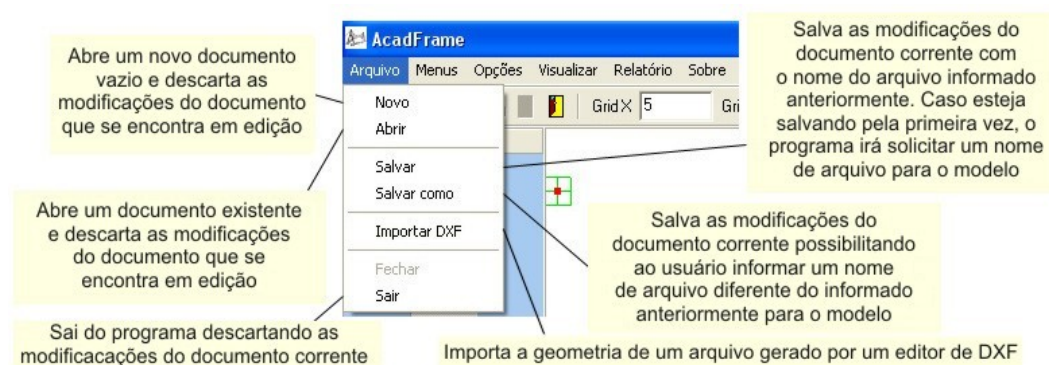 Abre um novo documento
vazio e descarta as
modificações do documento
que se encontra em edição
Abre um documento existente
e descarta as modificações
do documento que se
encontra em edição
Sai do programa descartando as
modificacações do documento corrente
AcadFrame
Arquivo Menus Opções Visualizar Relatório Sobre
Grid X 5 Gri
Novo
Abrir
Salvar
Salvar como
Importar DXF
Fechar
Sair
Salva as modificações do
documento corrente com
o nome do arquivo informado
anteriormente. Caso esteja
salvando pela primeira vez, o
programa irá solicitar um nome
de arquivo para o modelo
Salva as modificações do
documento corrente possibilitando
ao usuário informar um nome
de arquivo diferente do informado
anteriormente para o modelo
Importa a geometria de um arquivo gerado por um editor de DXF